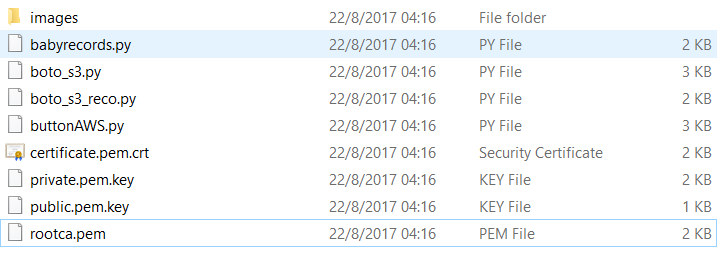 images 22/8/2017 04:16 File folder
babyrecords.py 22/8/2017 04:16 PY File 2 KB
boto_s3.py 22/8/2017 04:16 PY File 3 KB
boto_s3_reco.py 22/8/2017 04:16 PY File 2 KB
buttonAWS.py 22/8/2017 04:16 PY File 3 KB
certificate.pem.crt 22/8/2017 04:16 Security Certificate 2 KB
private.pem.key 22/8/2017 04:16 KEY File 2 KB
public.pem.key 22/8/2017 04:16 KEY File 1 KB
rootca.pem 22/8/2017 04:16 PEM File 2 KB